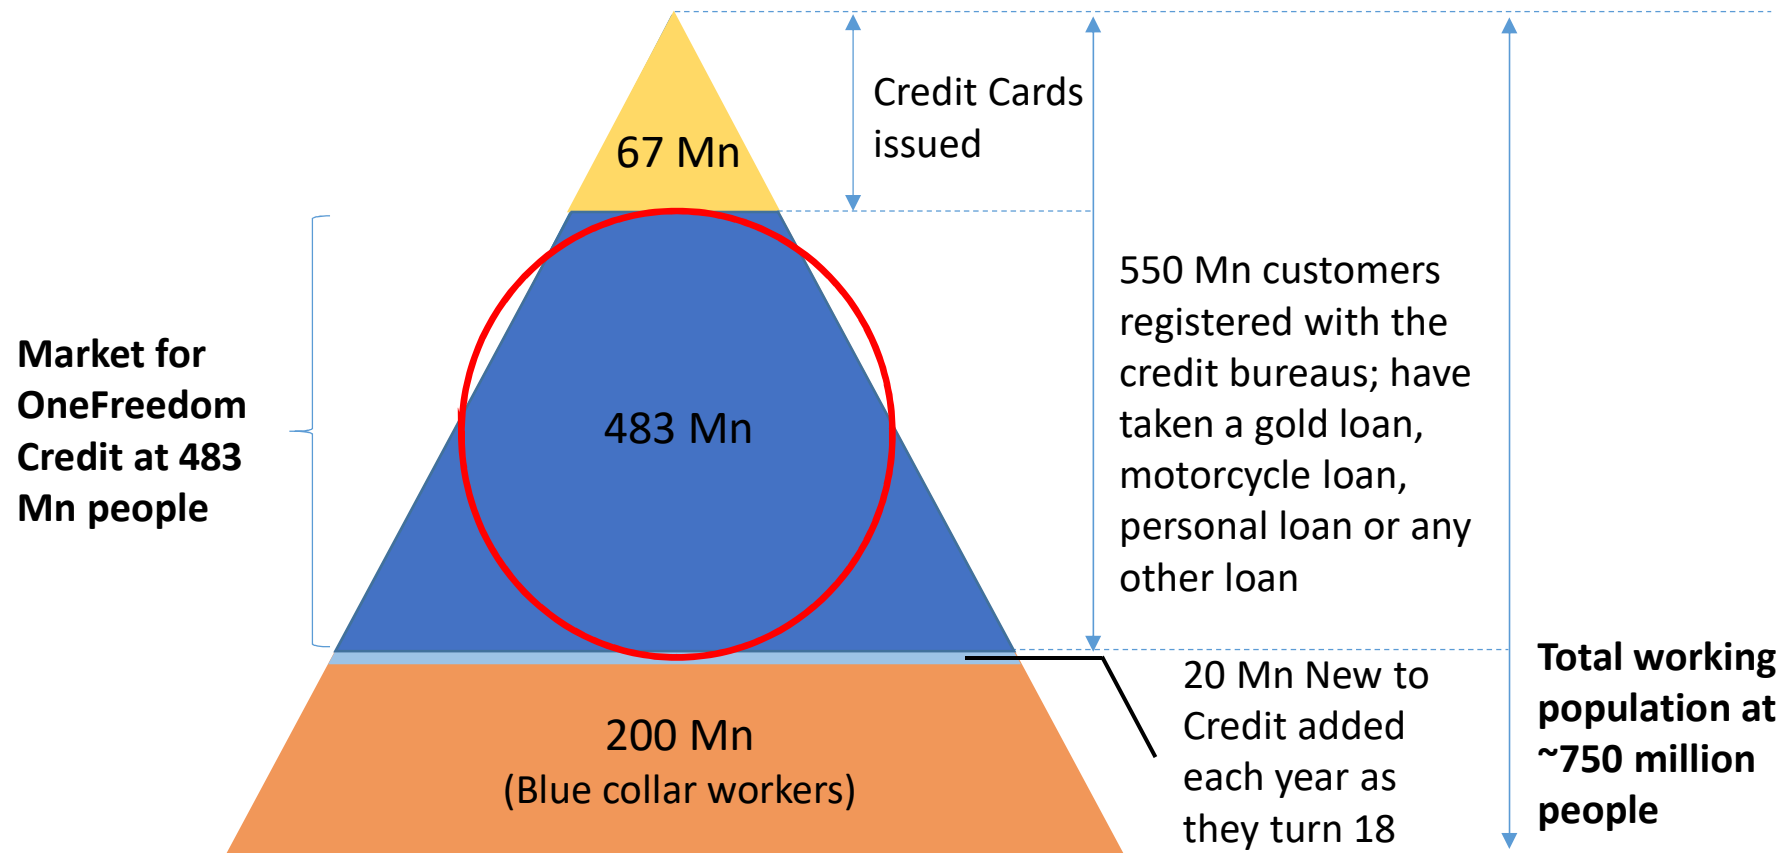 67 Mn
Credit Cards
issued
Market for
OneFreedom
Credit at 483
Mn people
483 Mn
550 Mn customers
registered with the
credit bureaus; have
taken a gold loan,
motorcycle loan,
personal loan or any
other loan
200 Mn
(Blue collar workers)
20 Mn New to
Credit added
each year as
they turn 18
Total working
population at
~750 million
people